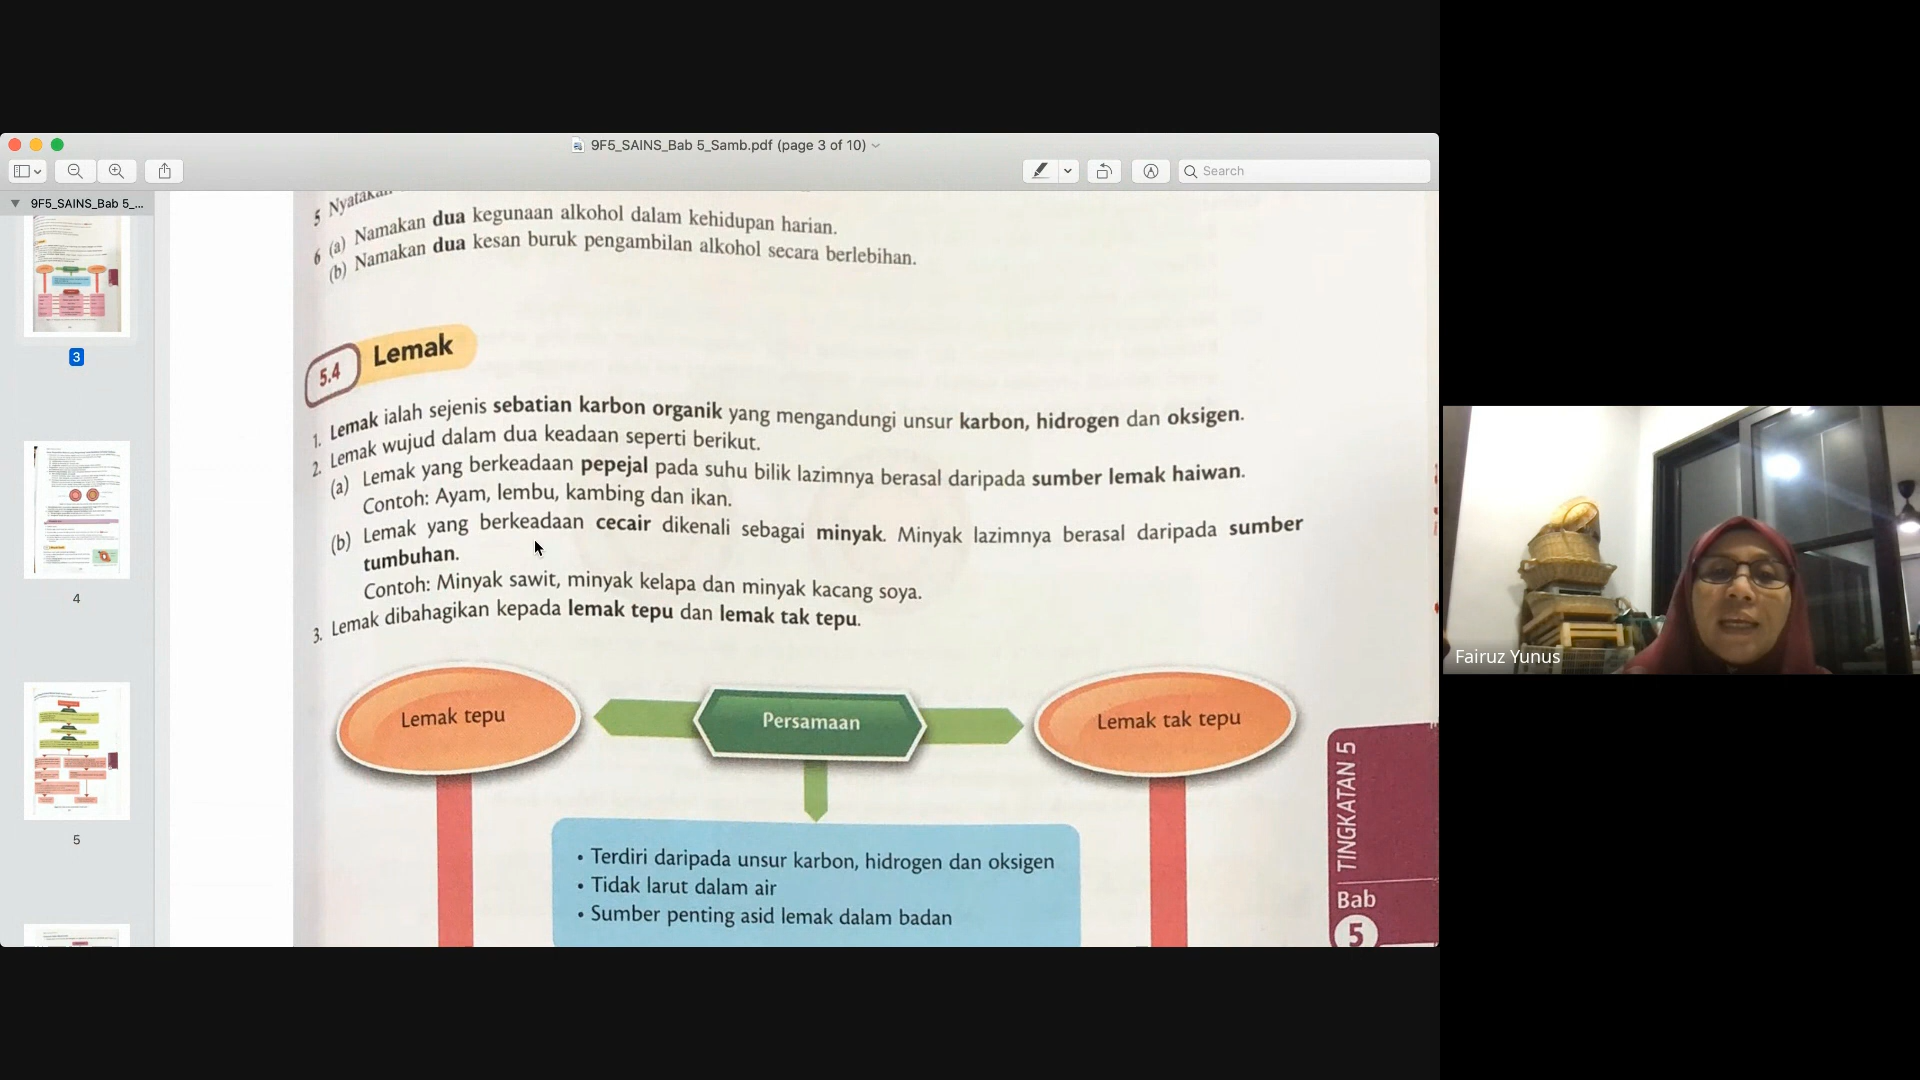 9F5_SAINS_Bab 5_Samb.pdf (page 3 of 10)
Search
9F5_SAINS_Bab 5_...
3
4
5
5 Nyatakan
6 (a) Namakan dua kegunaan alkohol dalam kehidupan harian.
(b) Namakan dua kesan buruk pengambilan alkohol secara berlebihan.
5.4 Lemak
1. Lemak ialah sejenis sebatian karbon organik yang mengandungi unsur karbon, hidrogen dan oksigen.
2. Lemak wujud dalam dua keadaan seperti berikut.
(a) Lemak yang berkeadaan pepejal pada suhu bilik lazimnya berasal daripada sumber lemak haiwan.
Contoh: Ayam, lembu, kambing dan ikan.
(b) Lemak yang berkeadaan cecair dikenali sebagai minyak. Minyak lazimnya berasal daripada sumber
tumbuhan.
Contoh: Minyak sawit, minyak kelapa dan minyak kacang soya.
3. Lemak dibahagikan kepada lemak tepu dan lemak tak tepu.
Lemak tepu
Persamaan
Lemak tak tepu
• Terdiri daripada unsur karbon, hidrogen dan oksigen
• Tidak larut dalam air
• Sumber penting asid lemak dalam badan
TINGKATAN 5
Bab
5
Fairuz Yunus